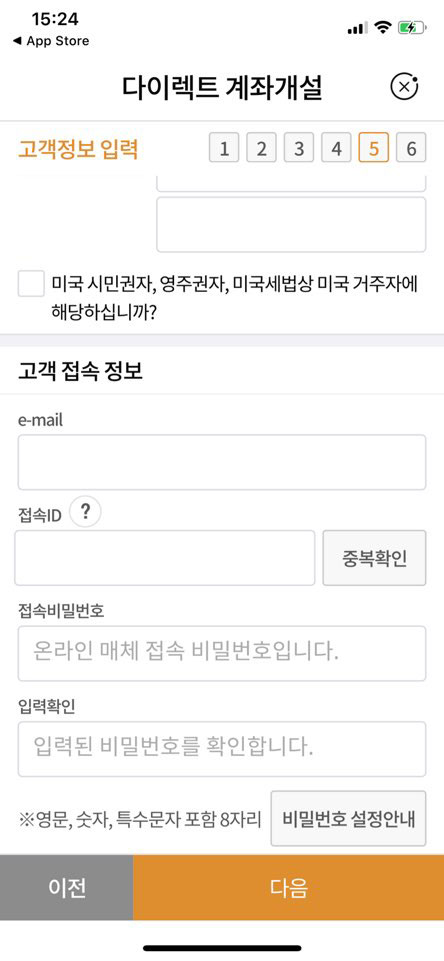 15:24
◀ App Store
다이렉트 계좌개설
고객정보 입력 1 2 3 4 5 6
미국 시민권자, 영주권자, 미국세법상 미국 거주자에
해당하십니까?
고객 접속 정보
e-mail
접속ID ?
중복확인
접속비밀번호
온라인 매체 접속 비밀번호입니다.
입력확인
입력된 비밀번호를 확인합니다.
※영문, 숫자, 특수문자 포함 8자리 비밀번호 설정안내
이전 다음